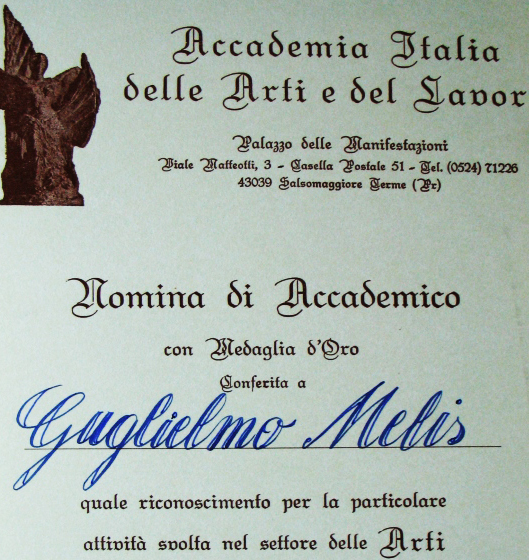 Accademia Italia
delle Arti e del Lavor
Palazzo delle Manifestazioni
Viale Matteotti, 3 - Casella Postale 51 - Tel. (0524) 71226
43039 Salsomaggiore Terme (Pr)
Nomina di Accademico
con Medaglia d'Oro
Conferita a
Guglielmo Melis
quale riconoscimento per la particolare
attività svolta nel settore delle Arti